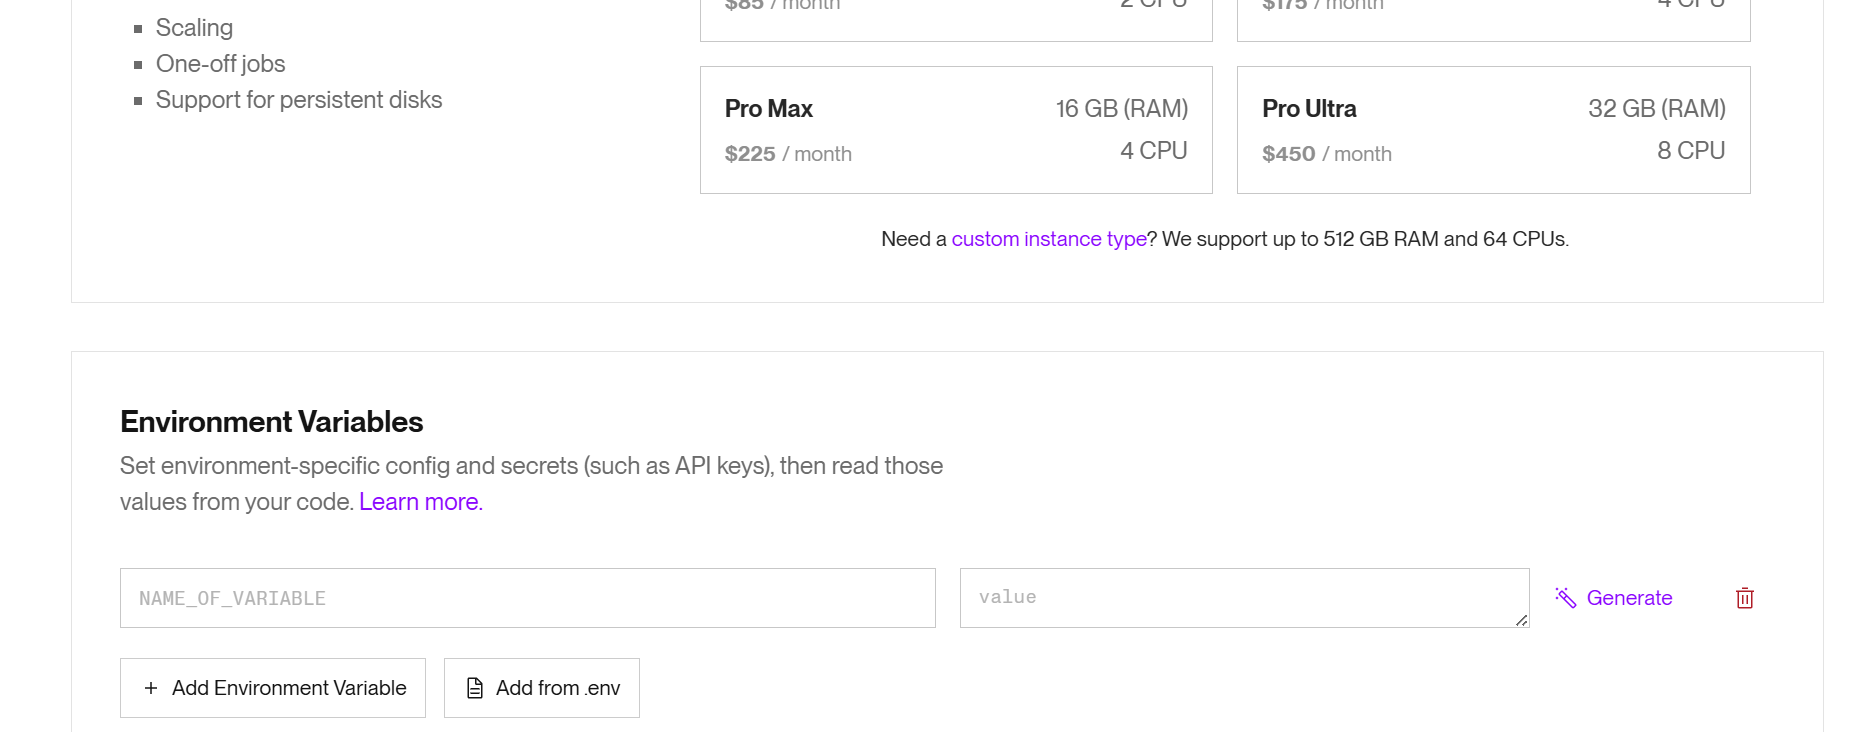 $85 / month
2 CPU
$175 / month
4 CPU
Scaling
One-off jobs
Support for persistent disks
Pro Max
16 GB (RAM)
$225 / month
4 CPU
Pro Ultra
32 GB (RAM)
$450 / month
8 CPU
Need a custom instance type? We support up to 512 GB RAM and 64 CPUs.
Environment Variables
Set environment-specific config and secrets (such as API keys), then read those
values from your code. Learn more.
NAME_OF_VARIABLE
value
Generate
Add Environment Variable
Add from .env